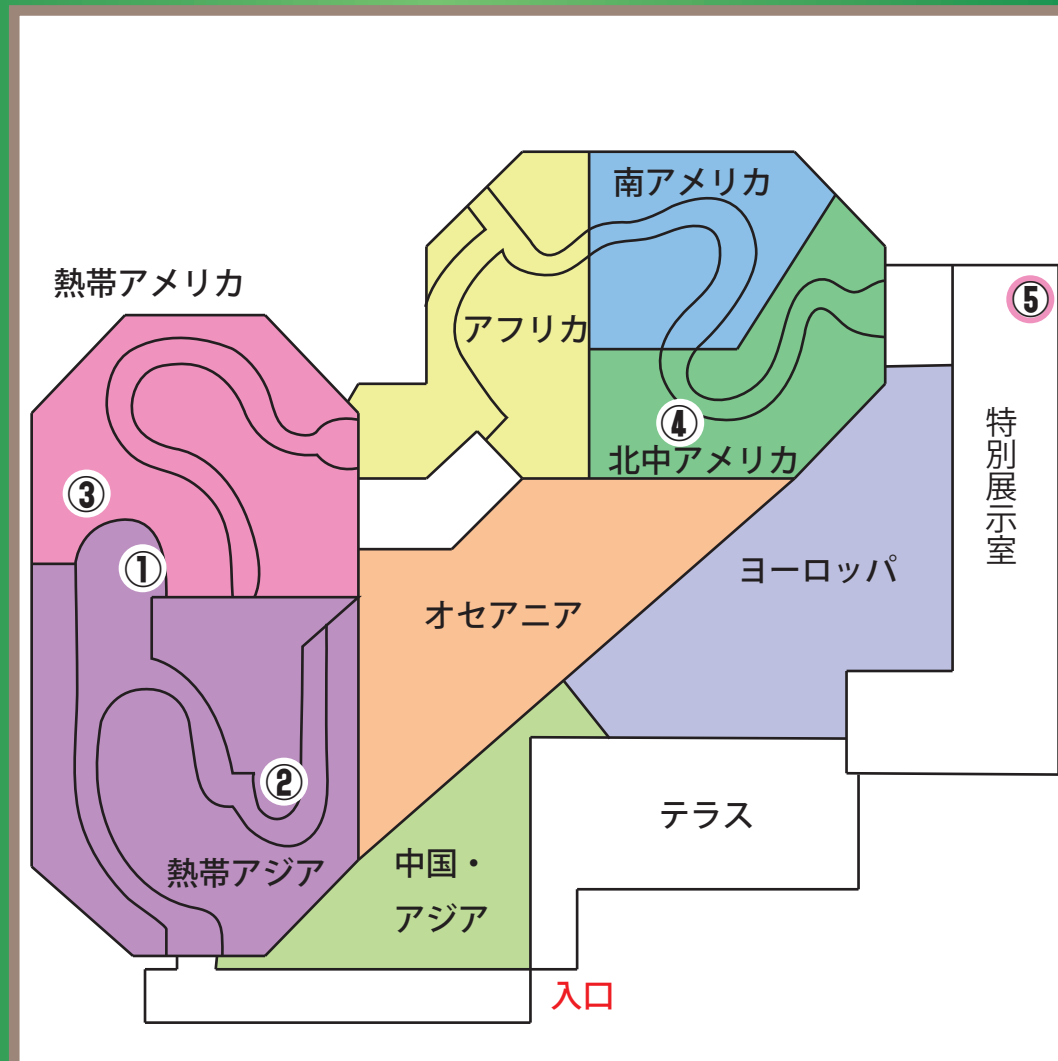 南アメリカ
熱帯アメリカ
⑤
アフリカ
④
北中アメリカ
特別展示室
③
①
ヨーロッパ
オセアニア
②
テラス
熱帯アジア
中国・
アジア
入口